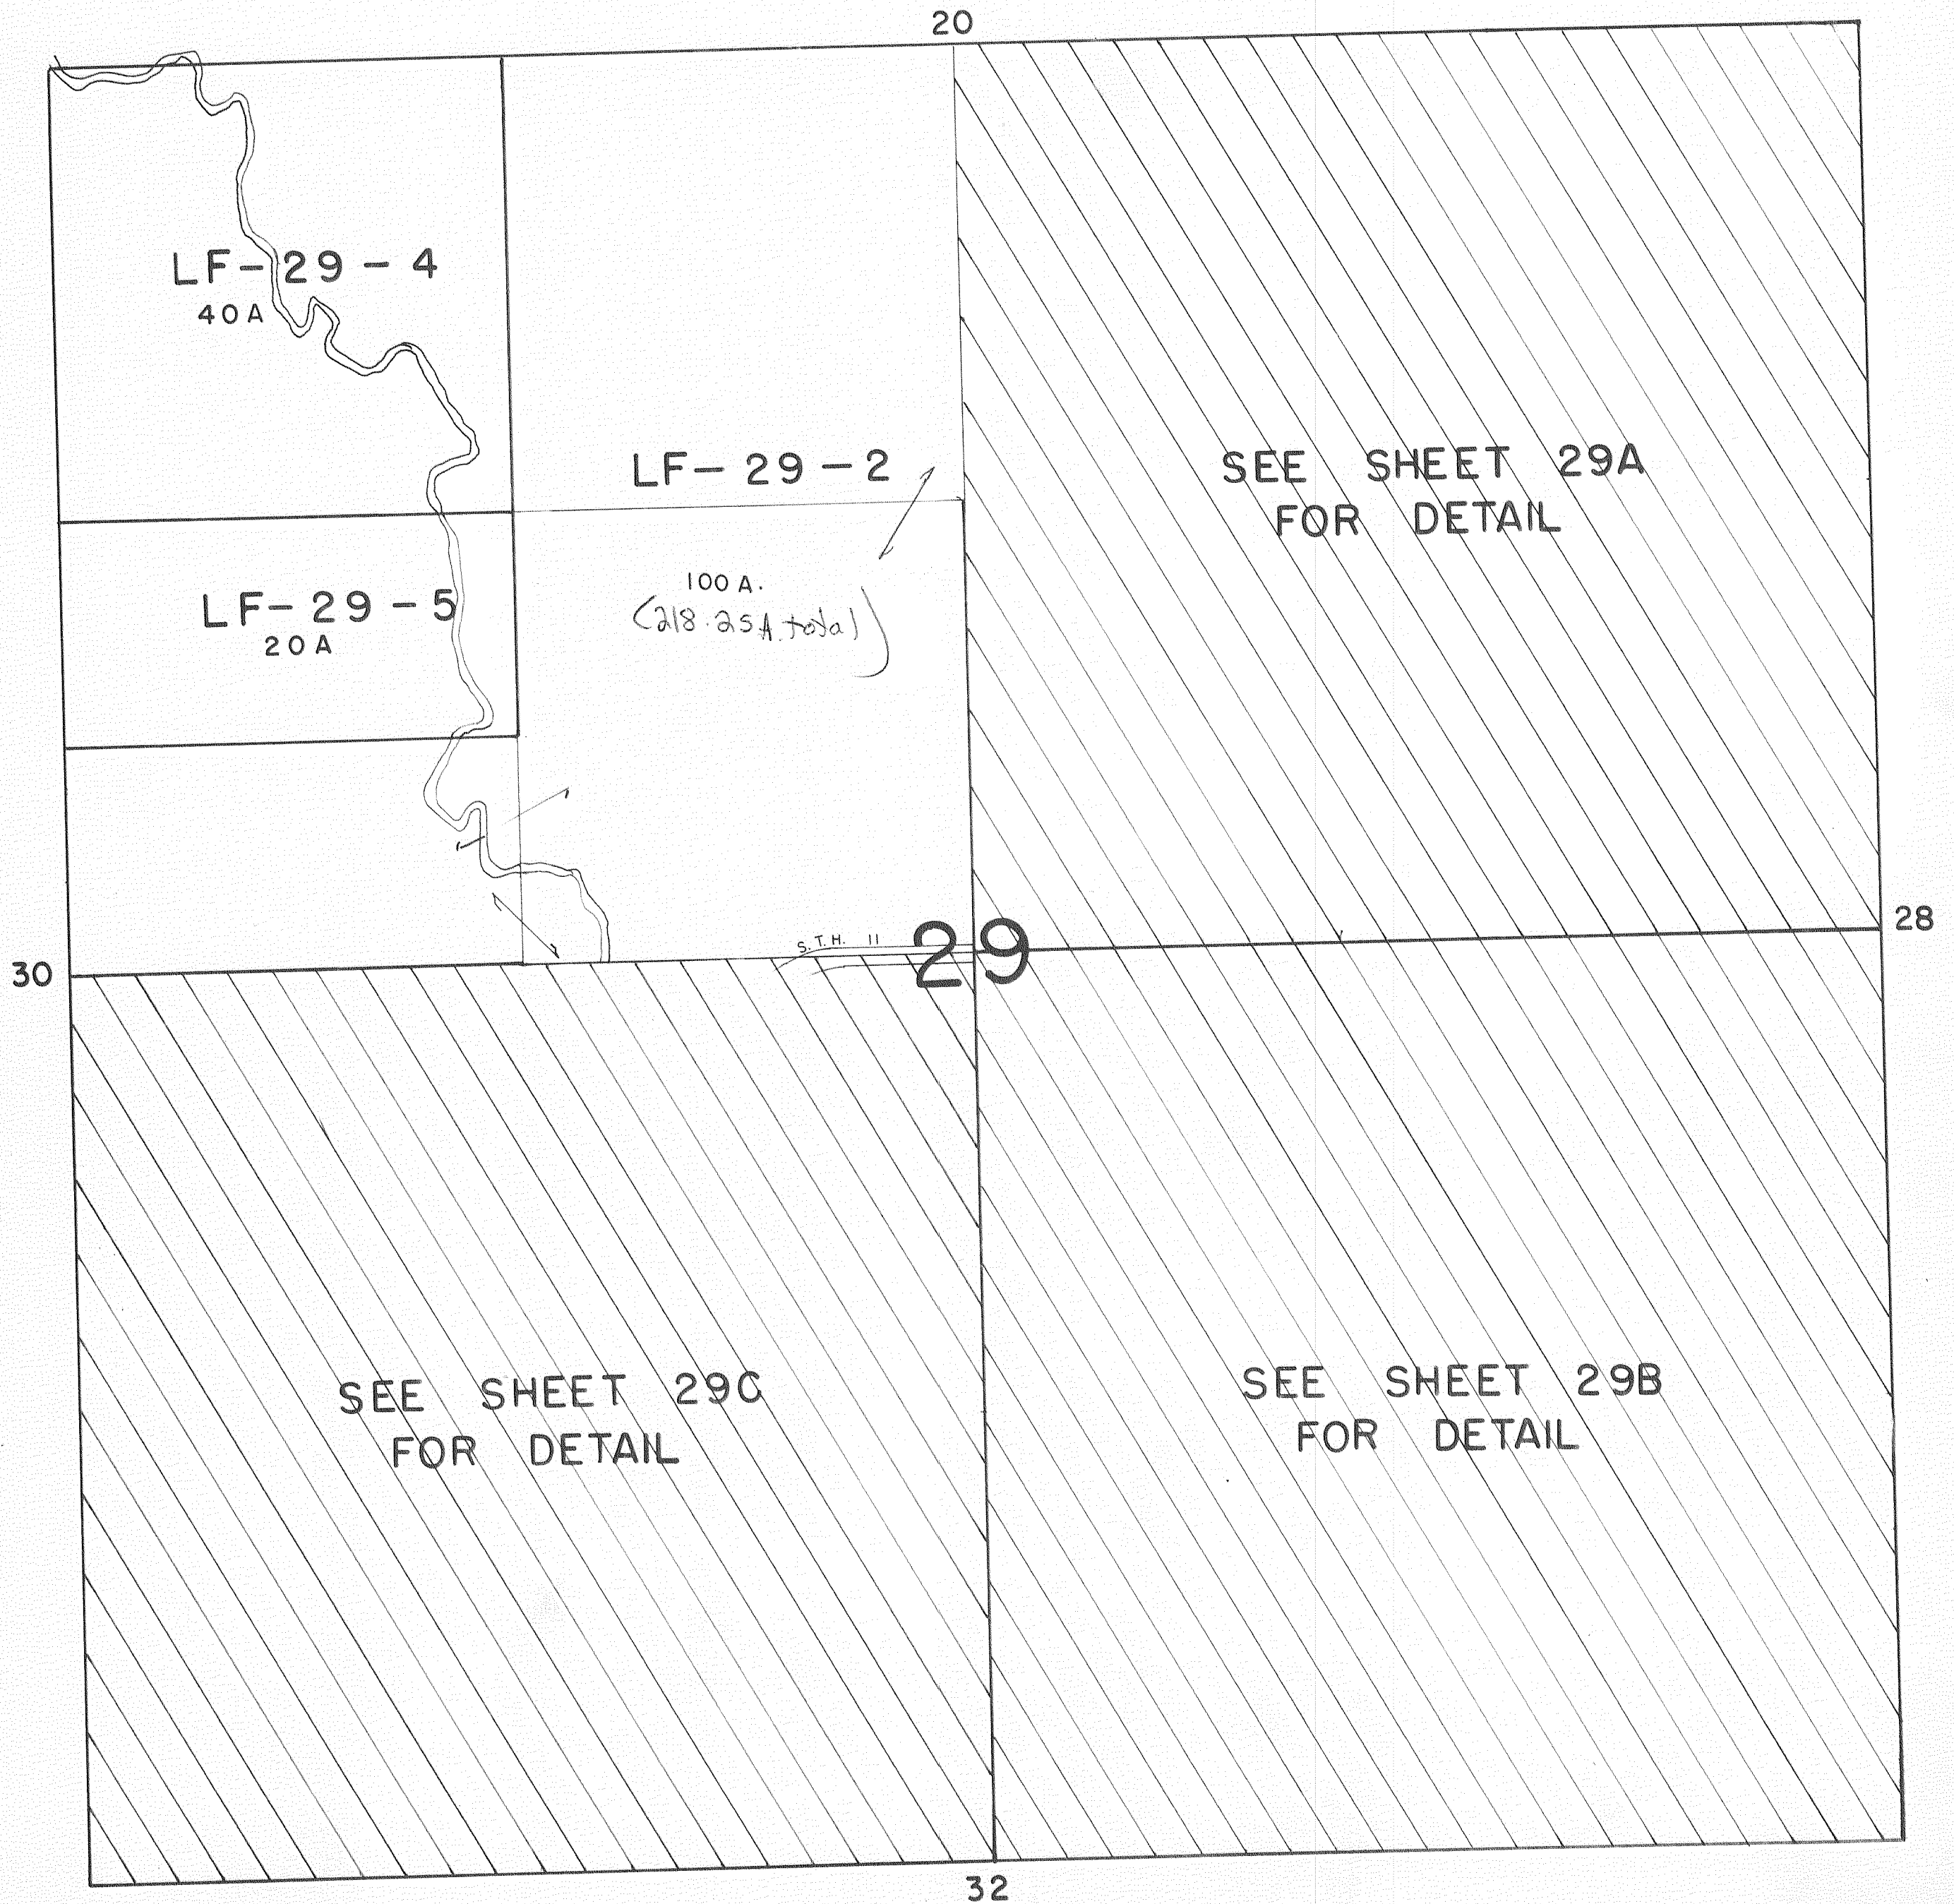 20
LF-29-4
40A
LF-29-2
SEE SHEET 29A
FOR DETAIL
100 A.
(218.25A. total)
LF-29-5
20A
S.T.H. 11
29
28
30
SEE SHEET 29C
FOR DETAIL
SEE SHEET 29B
FOR DETAIL
32